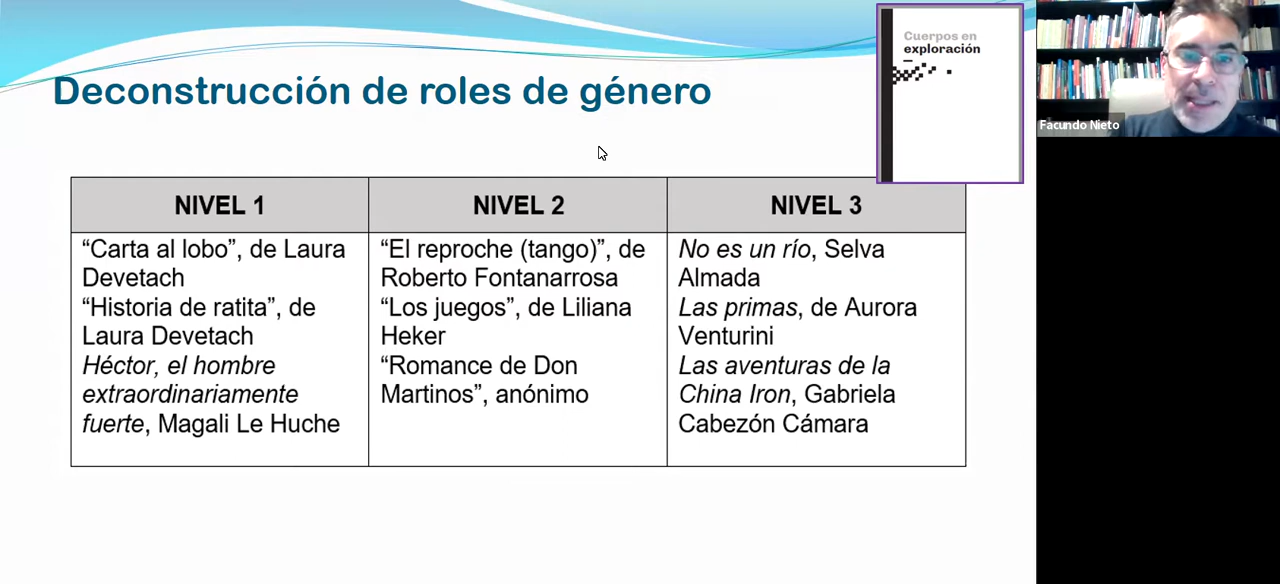 Deconstrucción de roles de género
Cuerpos en
exploración
Facundo Nieto
NIVEL 1
“Carta al lobo”, de Laura
Devetach
“Historia de ratita”, de
Laura Devetach
Héctor, el hombre
extraordinariamente
fuerte, Magali Le Huche
NIVEL 2
“El reproche (tango)”, de
Roberto Fontanarrosa
“Los juegos”, de Liliana
Heker
“Romance de Don
Martinos”, anónimo
NIVEL 3
No es un río, Selva
Almada
Las primas, de Aurora
Venturini
Las aventuras de la
China Iron, Gabriela
Cabezón Cámara